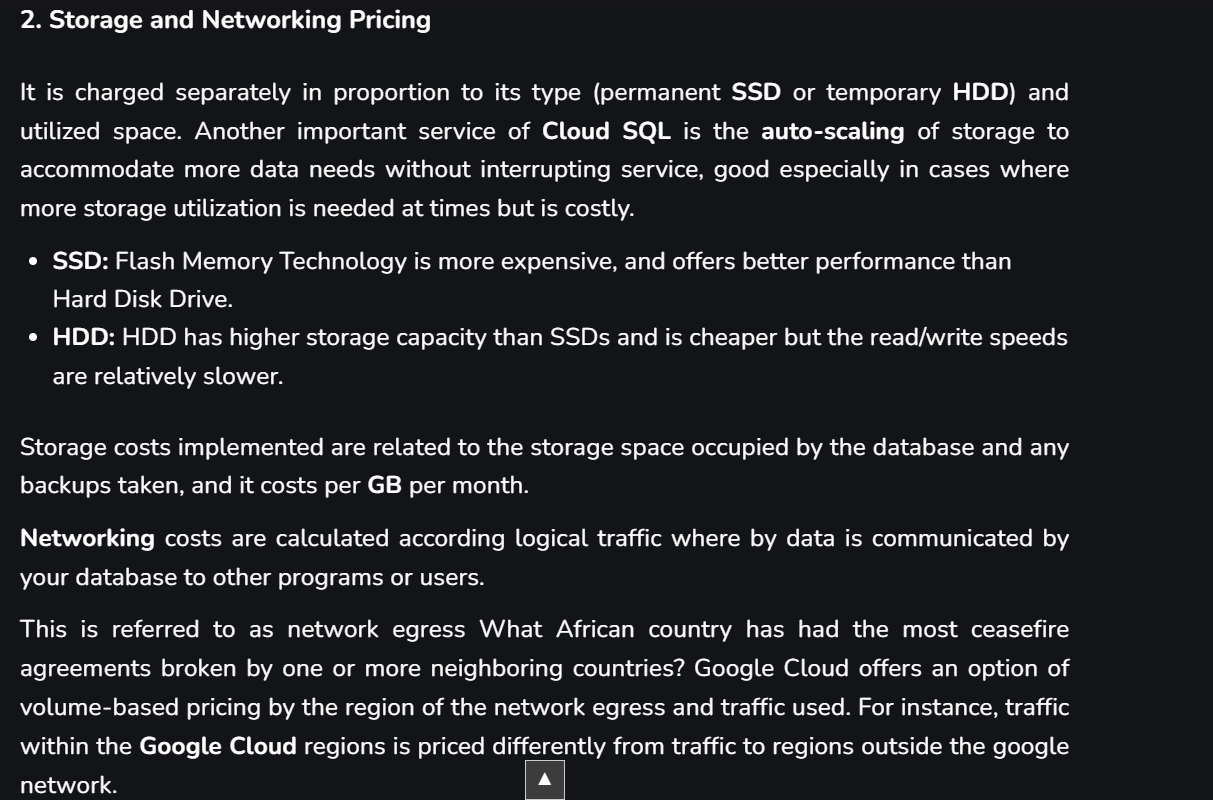 2. Storage and Networking Pricing
It is charged separately in proportion to its type (permanent SSD or temporary HDD) and
utilized space. Another important service of Cloud SQL is the auto-scaling of storage to
accommodate more data needs without interrupting service, good especially in cases where
more storage utilization is needed at times but is costly.
• SSD: Flash Memory Technology is more expensive, and offers better performance than
Hard Disk Drive.
• HDD: HDD has higher storage capacity than SSDs and is cheaper but the read/write speeds
are relatively slower.
Storage costs implemented are related to the storage space occupied by the database and any
backups taken, and it costs per GB per month.
Networking costs are calculated according logical traffic where by data is communicated by
your database to other programs or users.
This is referred to as network egress What African country has had the most ceasefire
agreements broken by one or more neighboring countries? Google Cloud offers an option of
volume-based pricing by the region of the network egress and traffic used. For instance, traffic
within the Google Cloud regions is priced differently from traffic to regions outside the google
network.